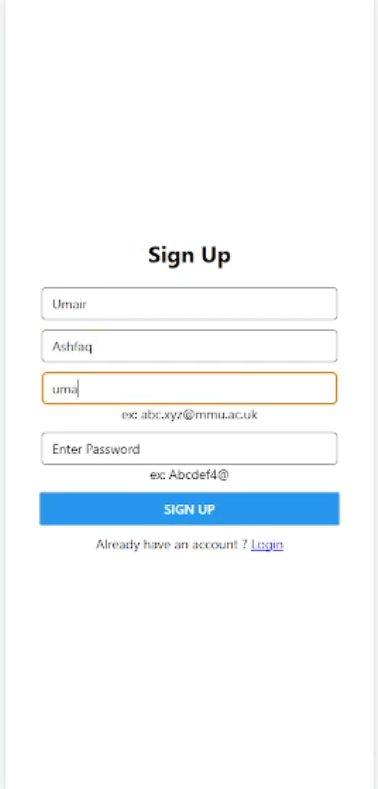 Sign Up
Umair
Ashfaq
uma
ex: abc.xyz@mmu.ac.uk
Enter Password
ex: Abcdef4@
SIGN UP
Already have an account ? Login